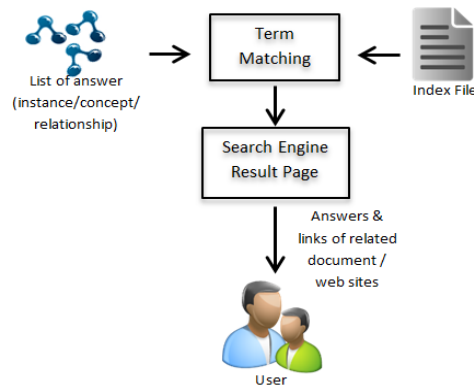 Term
Matching
List of answer
(instance/concept/
relationship)
Index File
Search Engine
Result Page
Answers &
links of related
document /
web sites
User